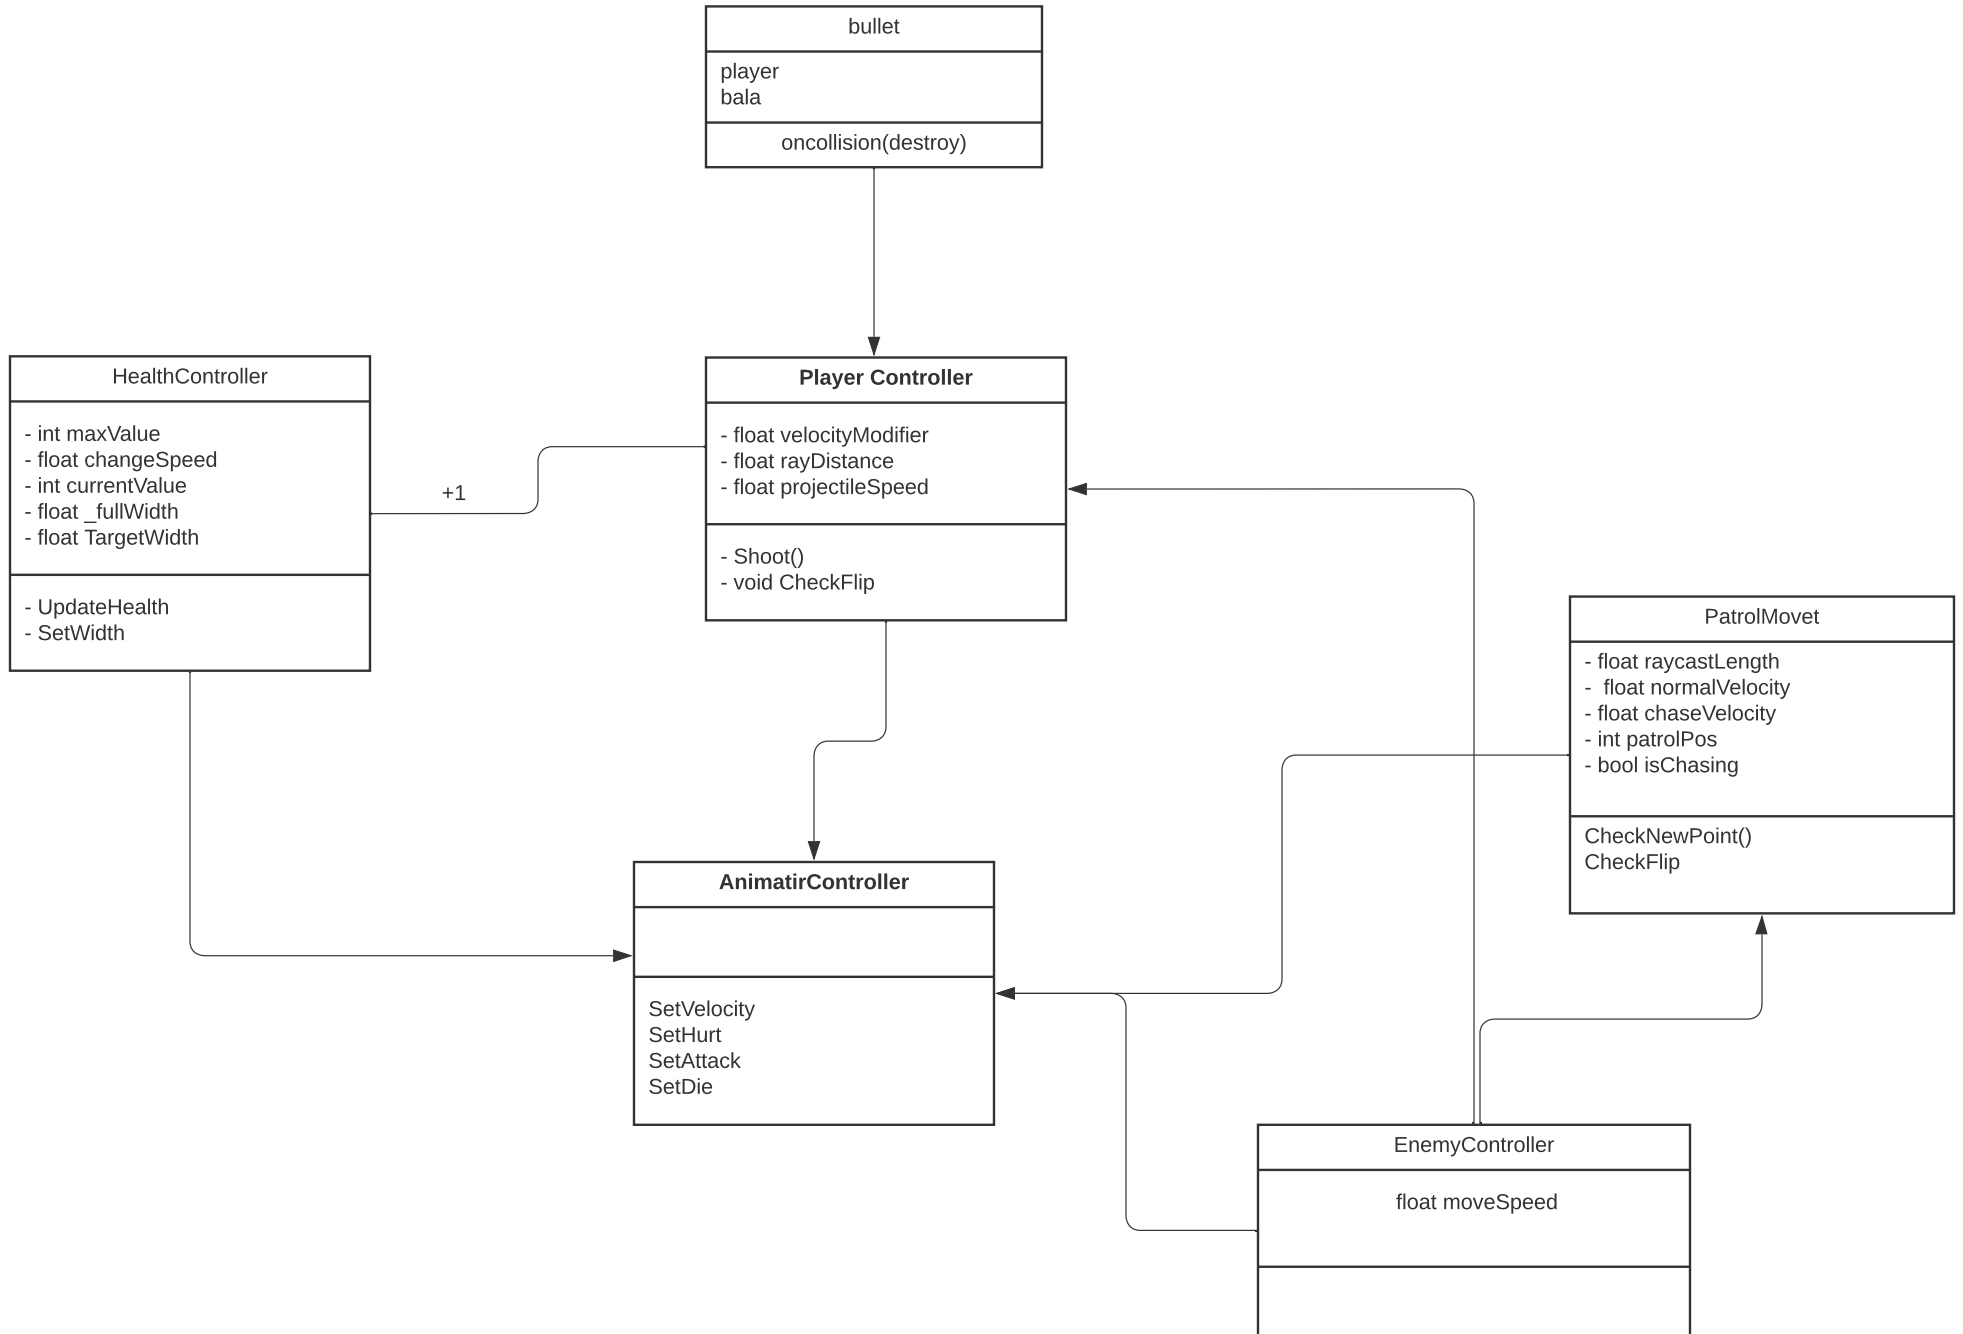 bullet
player
bala
oncollision(destroy)
HealthController
- int maxValue
- float changeSpeed
- int currentValue
- float _fullWidth
- float TargetWidth
- UpdateHealth
- SetWidth
+1
Player Controller
- float velocityModifier
- float rayDistance
- float projectileSpeed
- Shoot()
- void CheckFlip
PatrolMovet
- float raycastLength
-  float normalVelocity
- float chaseVelocity
- int patrolPos
- bool isChasing
CheckNewPoint()
CheckFlip
AnimatirController
SetVelocity
SetHurt
SetAttack
SetDie
EnemyController
float moveSpeed